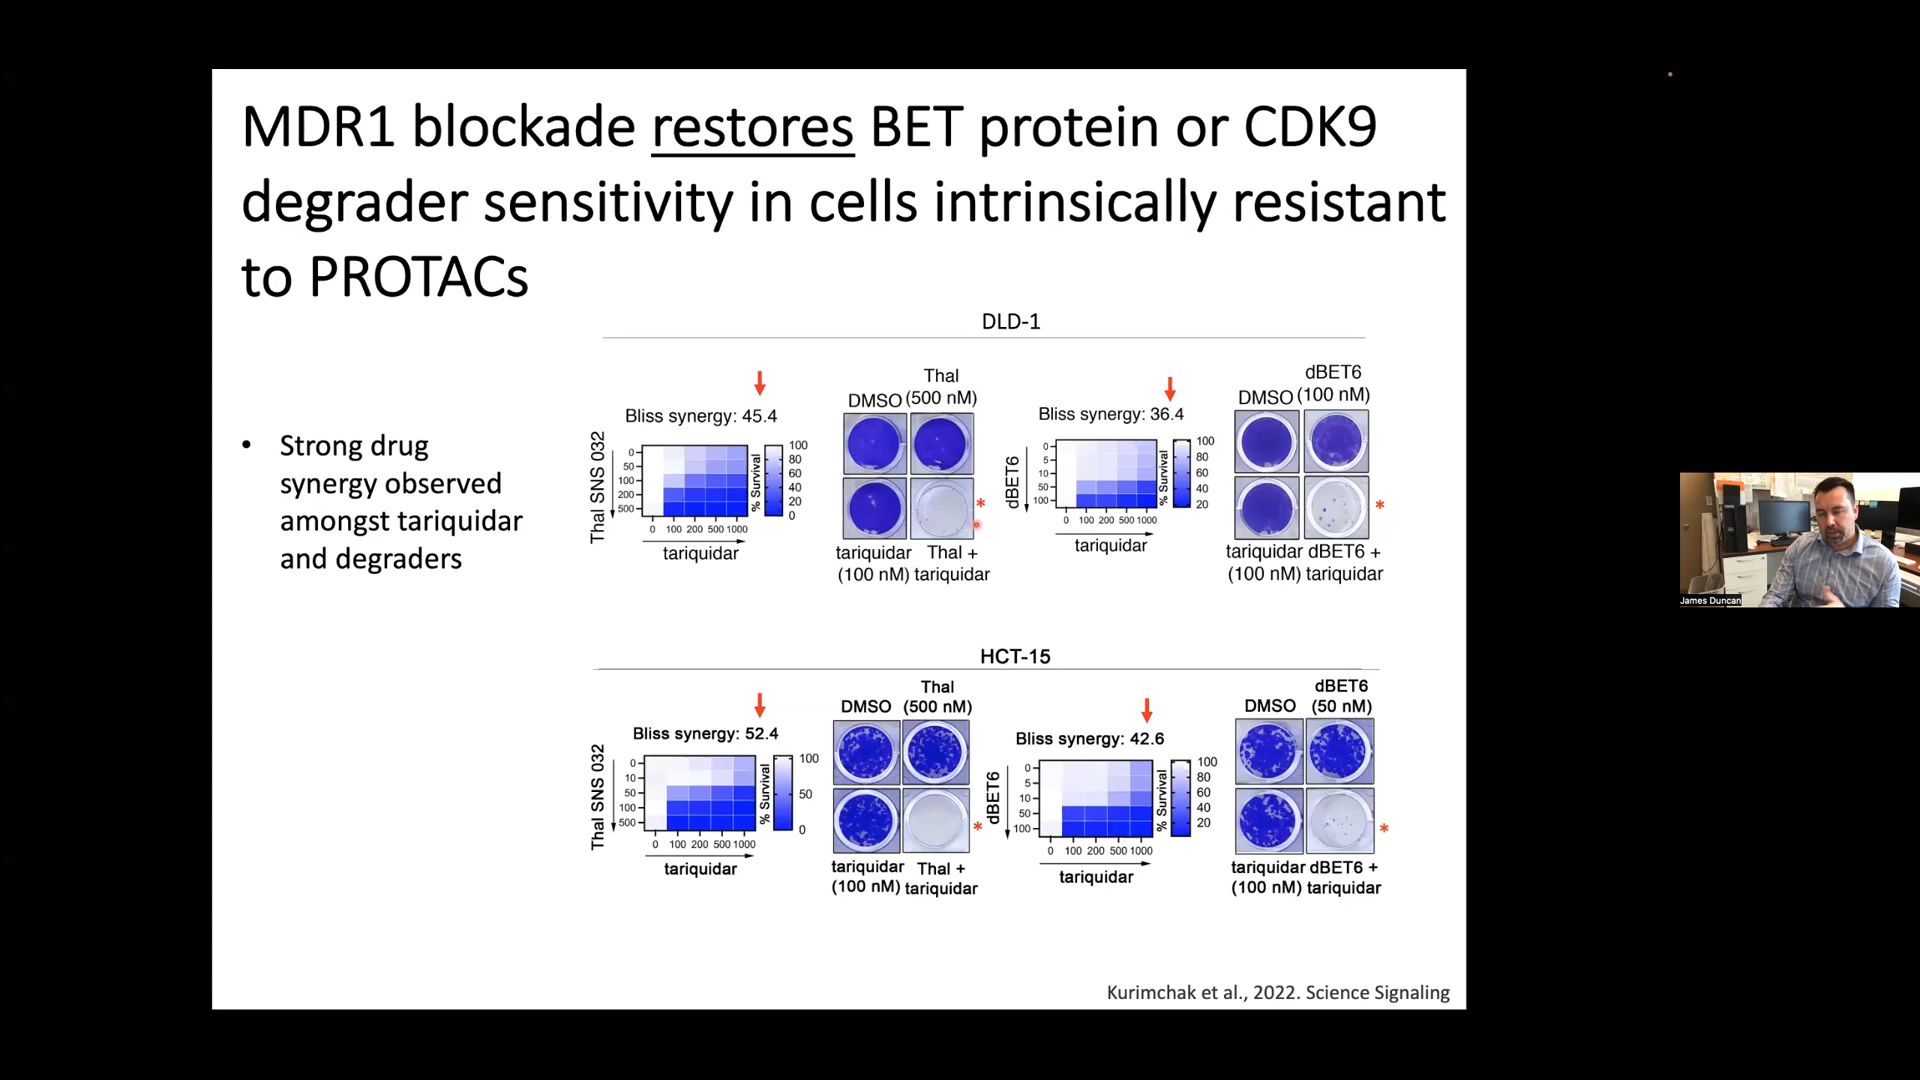 MDR1 blockade restores BET protein or CDK9
degrader sensitivity in cells intrinsically resistant
to PROTACs
• Strong drug
synergy observed
amongst tariquidar
and degraders
DLD-1
Bliss synergy: 45.4
Thal SNS 032
0
50
100
200
500
0 100 200 500 1000
tariquidar
% Survival
100
80
60
40
20
0
Thal
DMSO (500 nM)
*
tariquidar Thal +
(100 nM) tariquidar
Bliss synergy: 36.4
dBET6
0
5
10
50
100
0 100 200 500 1000
tariquidar
% Survival
100
80
60
40
20
dBET6
DMSO (100 nM)
*
tariquidar dBET6 +
(100 nM) tariquidar
HCT-15
Bliss synergy: 52.4
Thal SNS 032
0
10
50
100
500
0 100 200 500 1000
tariquidar
% Survival
100
50
0
Thal
DMSO (500 nM)
*
tariquidar Thal +
(100 nM) tariquidar
Bliss synergy: 42.6
dBET6
0
5
10
50
100
0 100 200 500 1000
tariquidar
% Survival
100
80
60
40
20
dBET6
DMSO (50 nM)
*
tariquidar dBET6 +
(100 nM) tariquidar
Kurimchak et al., 2022. Science Signaling
James Duncan